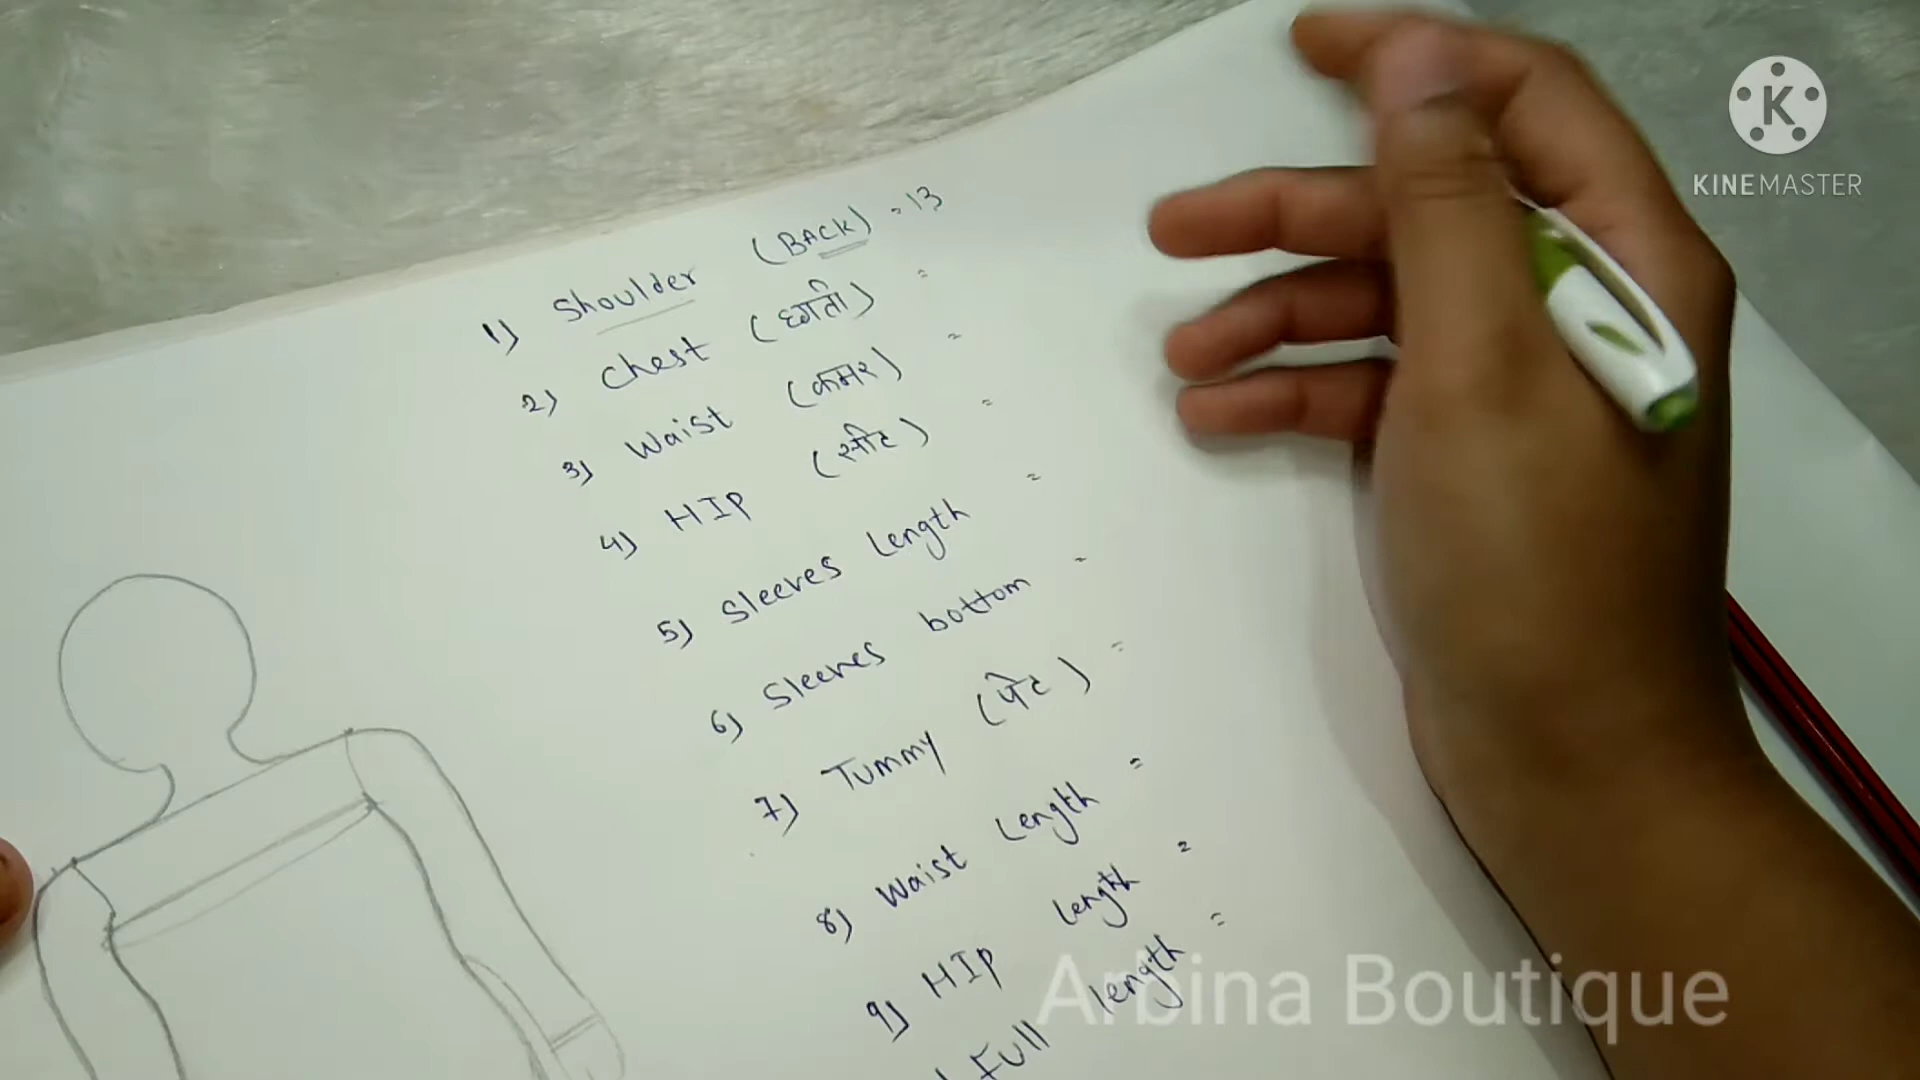 1) Shoulder (BACK) = 13
2) Chest (छाती) =
3) Waist (कमर) =
4) HIP (सीट) =
5) Sleeves Length =
6) Sleeves bottom =
7) Tummy (पेट) =
8) Waist Length =
9) HIP Length =
) Full length =
K
KINEMASTER
Arbina Boutique